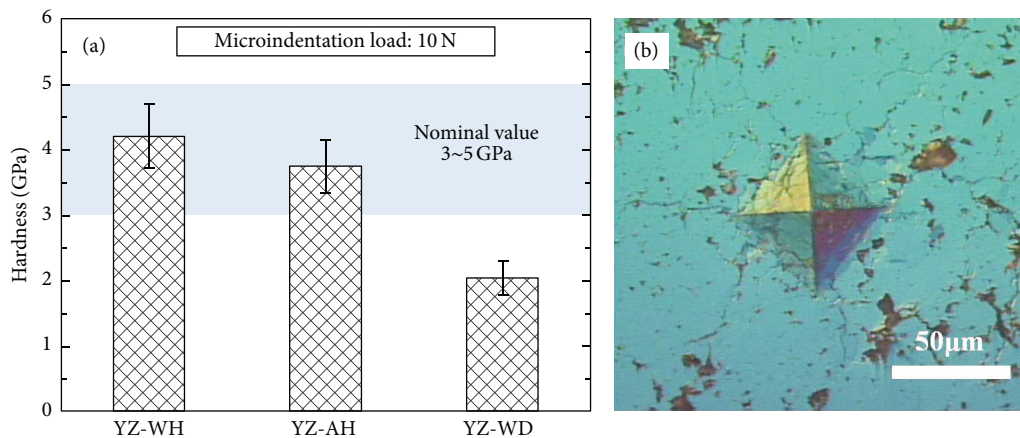 (a)
Microindentation load: 10 N
Nominal value
3~5 GPa
Hardness (GPa)
6
5
4
3
2
1
0
YZ-WH
YZ-AH
YZ-WD
(b)
50μm